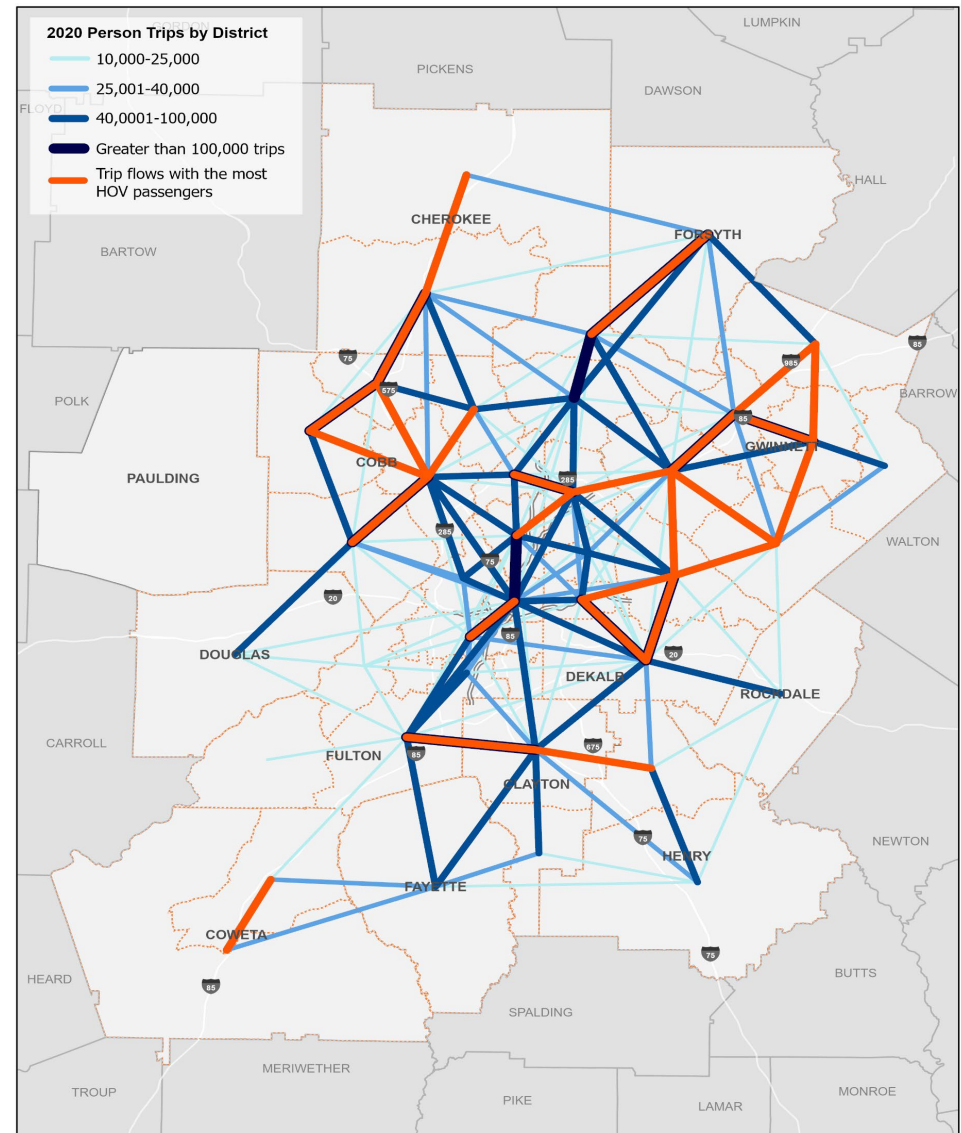 GORDON
LUMPKIN
2020 Person Trips by District
10,000-25,000
25,001-40,000
40,0001-100,000
Greater than 100,000 trips
Trip flows with the most
HOV passengers
PICKENS
DAWSON
FLOYD
HALL
CHEROKEE
FORSYTH
BARTOW
85
75
985
575
POLK
BARROW
85
GWINNETT
COBB
PAULDING
285
285
WALTON
75
20
85
DOUGLAS
20
DEKALB
ROCKDALE
CARROLL
675
FULTON
85
CLAYTON
75
NEWTON
HENRY
FAYETTE
COWETA
75
HEARD
85
BUTTS
SPALDING
MERIWETHER
TROUP
PIKE
LAMAR
MONROE